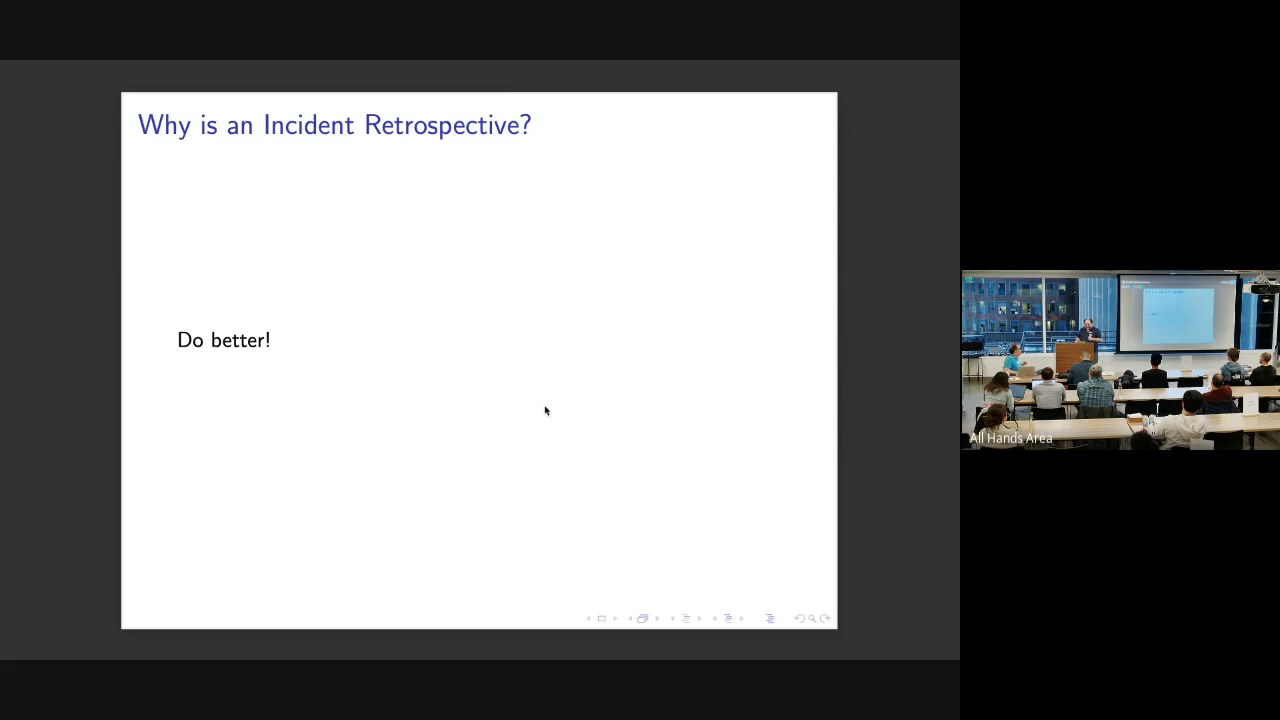 Why is an Incident Retrospective?
Do better!
All Hands Area